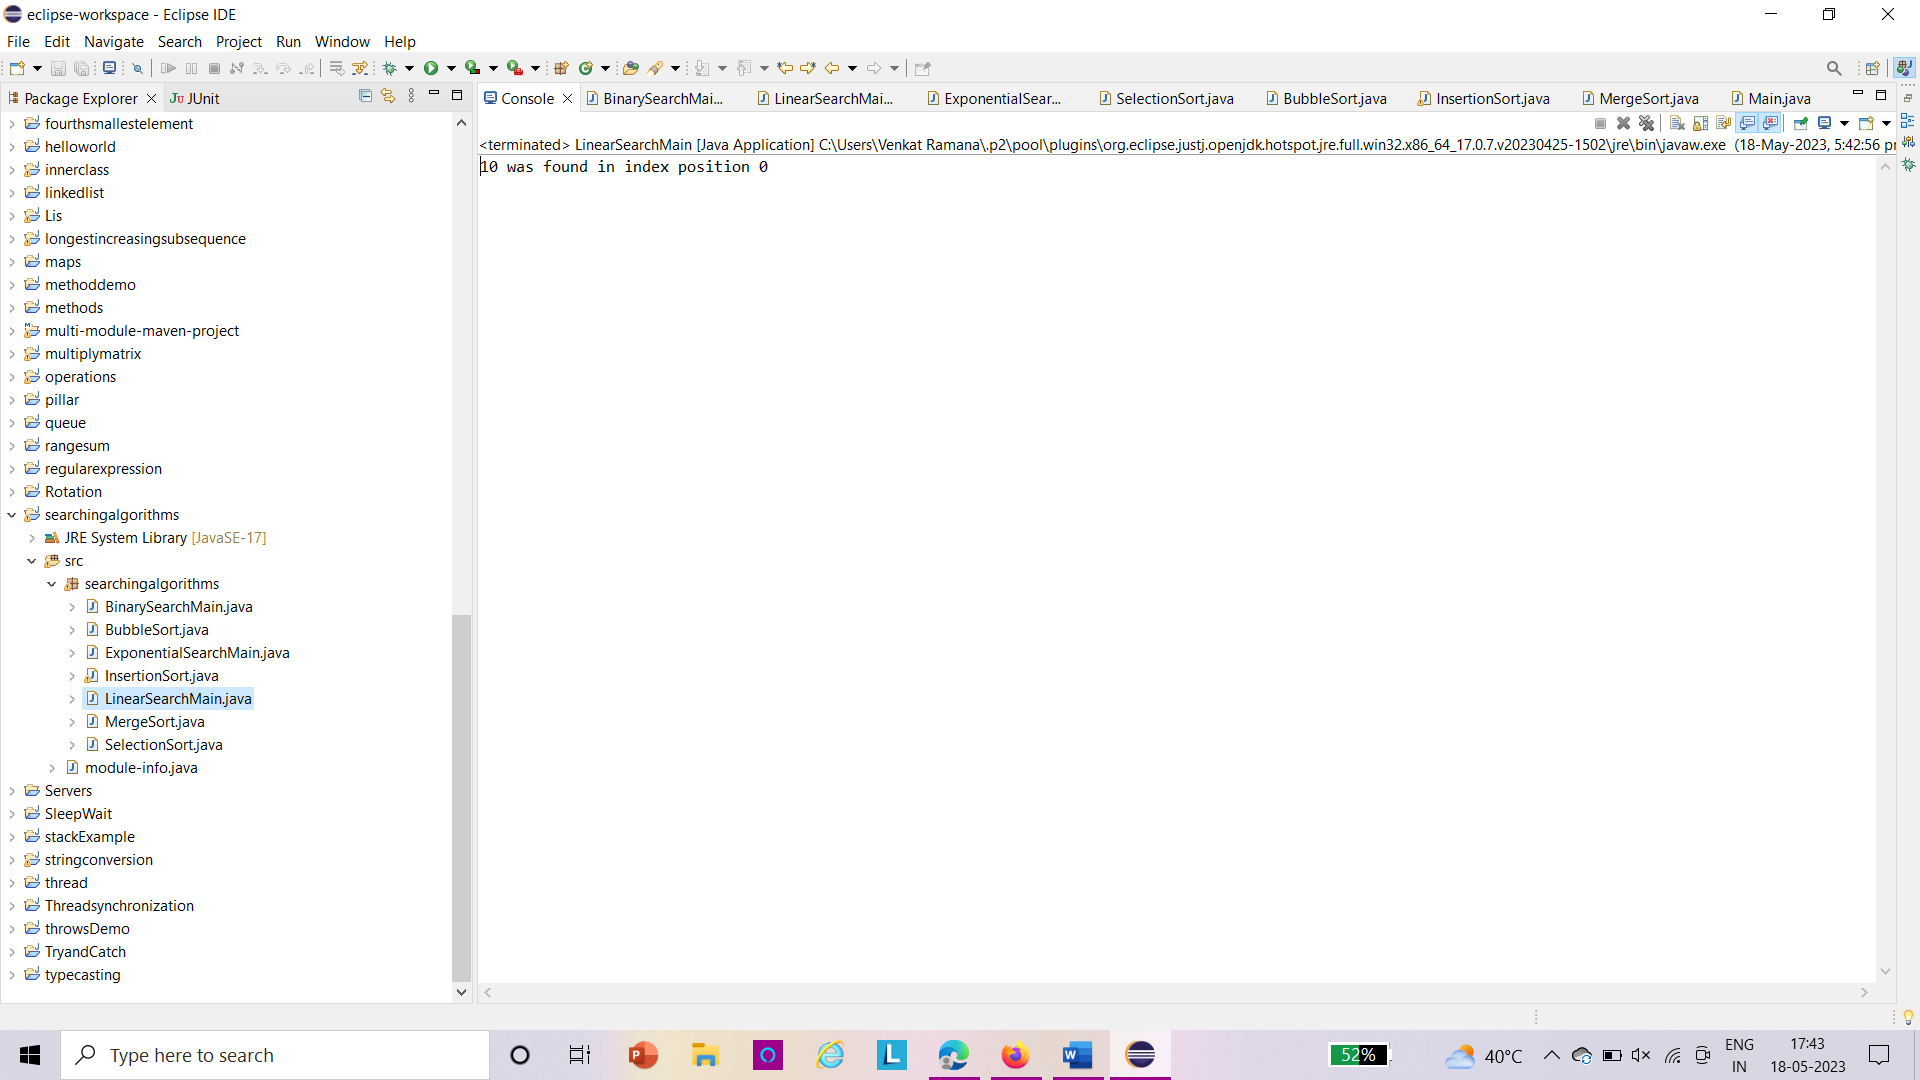 eclipse-workspace - Eclipse IDE
File Edit Navigate Search Project Run Window Help
Package Explorer JUnit
Console BinarySearchMai... LinearSearchMai... ExponentialSear... SelectionSort.java BubbleSort.java InsertionSort.java MergeSort.java Main.java
<terminated> LinearSearchMain [Java Application] C:\Users\Venkat Ramana\.p2\pool\plugins\org.eclipse.justj.openjdk.hotspot.jre.full.win32.x86_64_17.0.7.v20230425-1502\jre\bin\javaw.exe (18-May-2023, 5:42:56 pr
10 was found in index position 0
fourthsmallestelement
helloworld
innerclass
linkedlist
Lis
longestincreasingsubsequence
maps
methoddemo
methods
multi-module-maven-project
multiplymatrix
operations
pillar
queue
rangesum
regularexpression
Rotation
searchingalgorithms
JRE System Library [JavaSE-17]
src
searchingalgorithms
BinarySearchMain.java
BubbleSort.java
ExponentialSearchMain.java
InsertionSort.java
LinearSearchMain.java
MergeSort.java
SelectionSort.java
module-info.java
Servers
SleepWait
stackExample
stringconversion
thread
Threadsynchronization
throwsDemo
TryandCatch
typecasting
Type here to search
52%
40°C
ENG
IN
17:43
18-05-2023